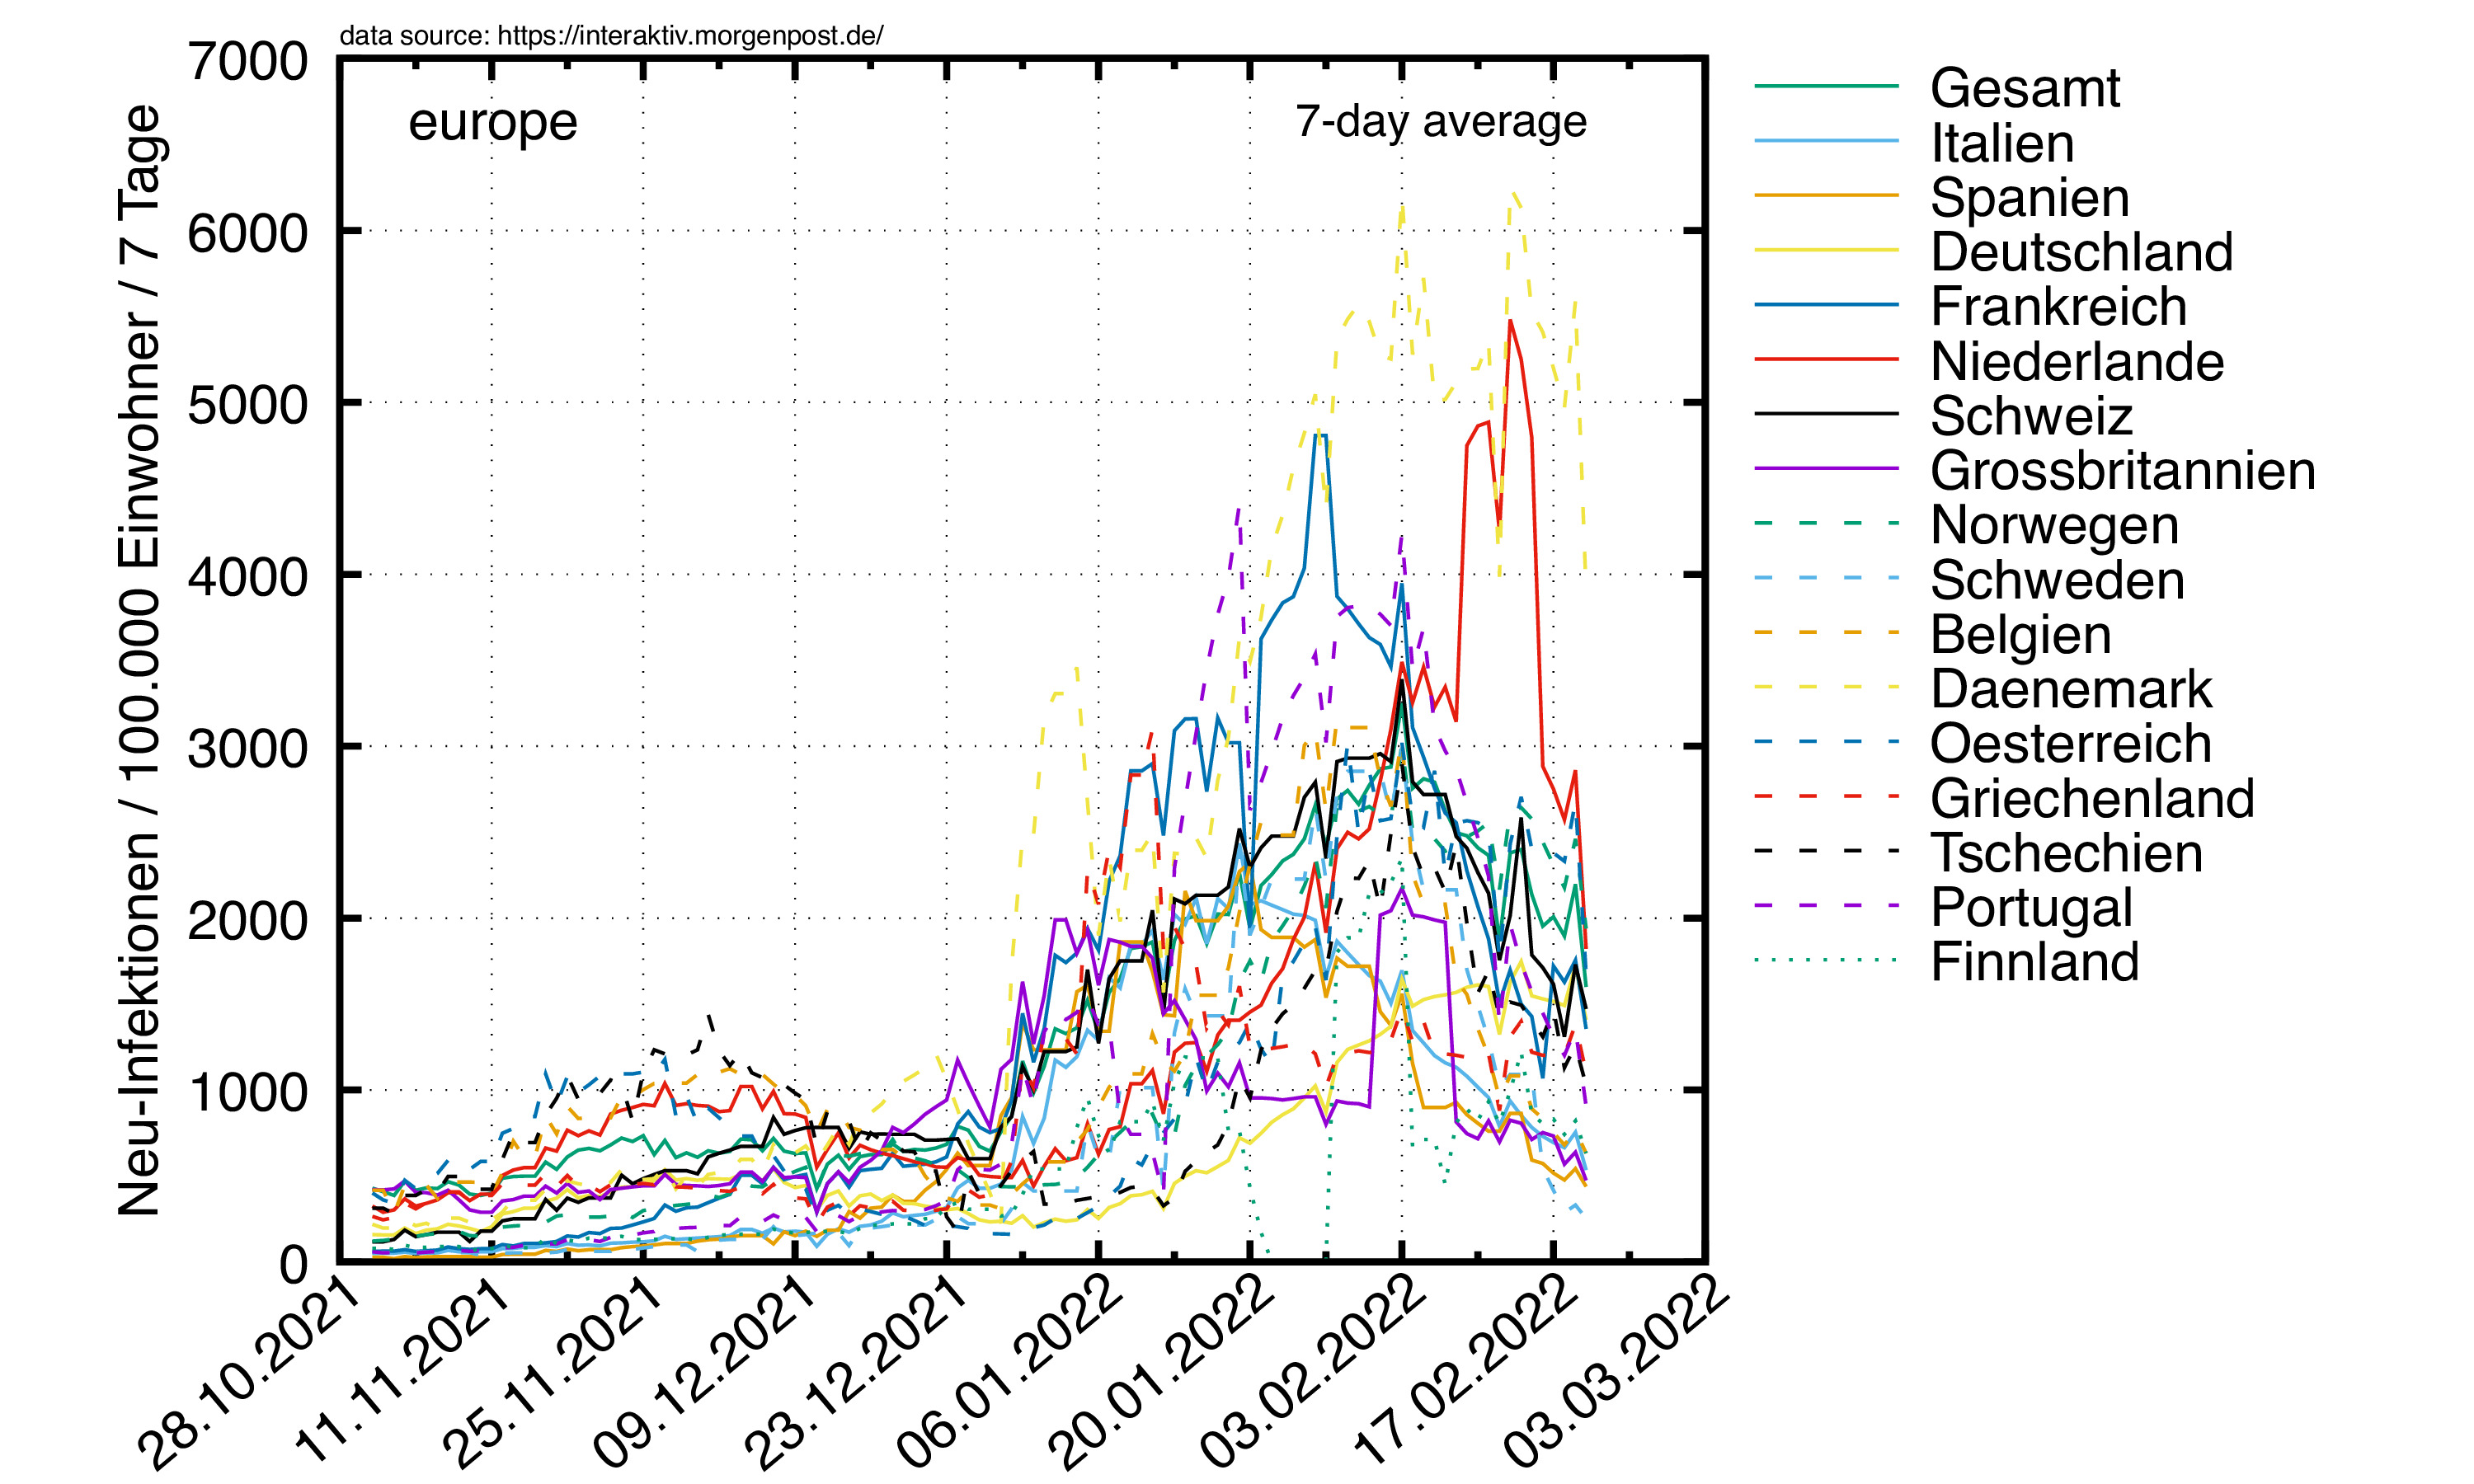 data source: https://interaktiv.morgenpost.de/
7000
6000
5000
4000
3000
2000
1000
0
Neu-Infektionen / 100.000 Einwohner / 7 Tage
europe
7-day average
28.10.2021
11.11.2021
25.11.2021
09.12.2021
23.12.2021
06.01.2022
20.01.2022
03.02.2022
17.02.2022
03.03.2022
Gesamt
Italien
Spanien
Deutschland
Frankreich
Niederlande
Schweiz
Grossbritannien
Norwegen
Schweden
Belgien
Daenemark
Oesterreich
Griechenland
Tschechien
Portugal
Finnland